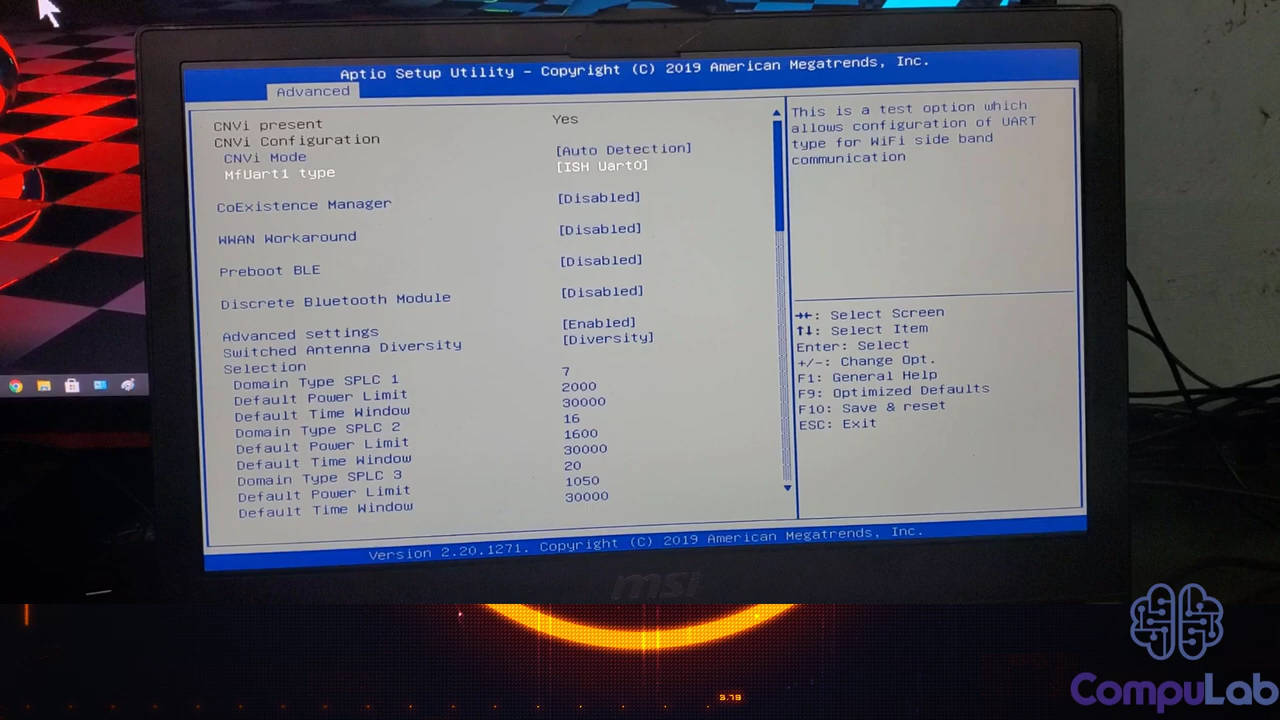 Aptio Setup Utility - Copyright (C) 2019 American Megatrends, Inc.
Advanced
CNVi present Yes
CNVi Configuration
CNVi Mode [Auto Detection]
MfUart1 type [ISH Uart0]
CoExistence Manager [Disabled]
WWAN Workaround [Disabled]
Preboot BLE [Disabled]
Discrete Bluetooth Module [Disabled]
Advanced settings [Enabled]
Switched Antenna Diversity [Diversity]
Selection
Domain Type SPLC 1 7
Default Power Limit 2000
Default Time Window 30000
Domain Type SPLC 2 16
Default Power Limit 1600
Default Time Window 30000
Domain Type SPLC 3 20
Default Power Limit 1050
Default Time Window 30000
This is a test option which
allows configuration of UART
type for WiFi side band
communication
→←: Select Screen
↑↓: Select Item
Enter: Select
+/-: Change Opt.
F1: General Help
F9: Optimized Defaults
F10: Save & reset
ESC: Exit
Version 2.20.1271. Copyright (C) 2019 American Megatrends, Inc.
msi
3.79
CompuLab